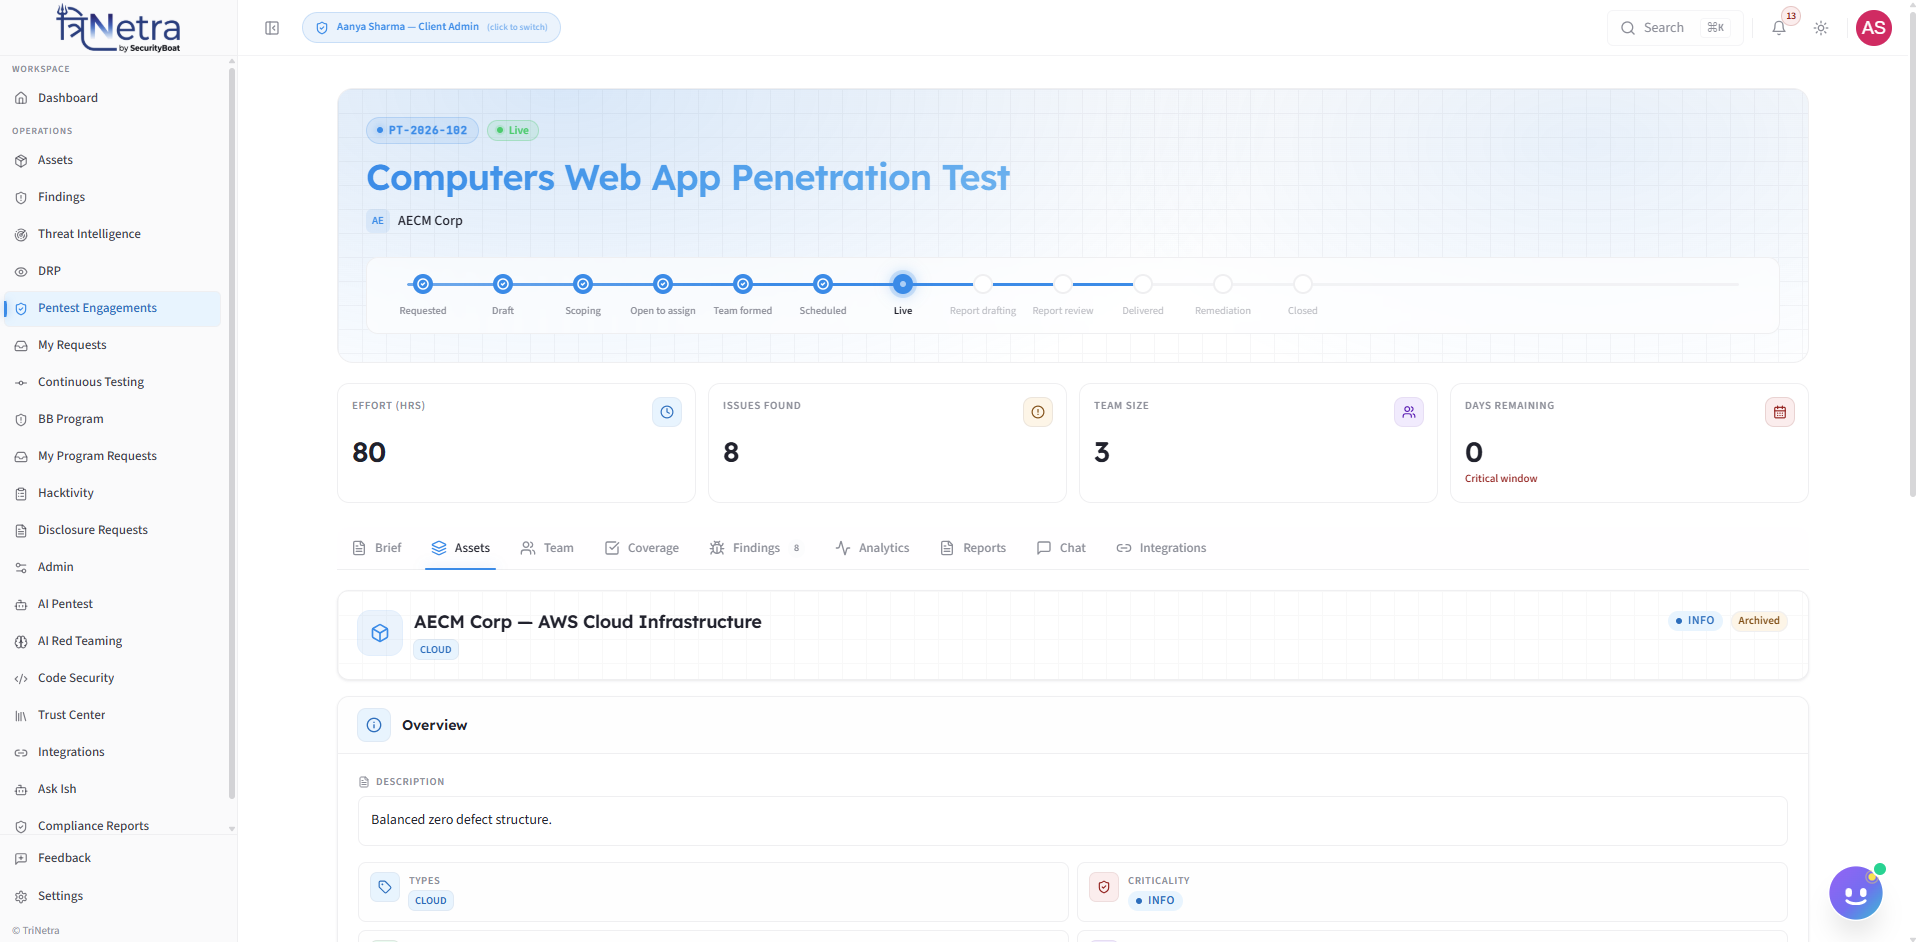 त्रिNetra
by SecurityBoat
WORKSPACE
Dashboard
OPERATIONS
Assets
Findings
Threat Intelligence
DRP
Pentest Engagements
My Requests
Continuous Testing
BB Program
My Program Requests
Hacktivity
Disclosure Requests
Admin
AI Pentest
AI Red Teaming
Code Security
Trust Center
Integrations
Ask Ish
Compliance Reports
Feedback
Settings
© TriNetra
Aanya Sharma — Client Admin (click to switch)
Search ⌘K
13
AS
PT-2026-102 Live
Computers Web App Penetration Test
AE AECM Corp
Requested Draft Scoping Open to assign Team formed Scheduled Live Report drafting Report review Delivered Remediation Closed
EFFORT (HRS)
80
ISSUES FOUND
8
TEAM SIZE
3
DAYS REMAINING
0
Critical window
Brief Assets Team Coverage Findings 8 Analytics Reports Chat Integrations
AECM Corp — AWS Cloud Infrastructure
CLOUD
INFO Archived
Overview
DESCRIPTION
Balanced zero defect structure.
TYPES
CLOUD
CRITICALITY
INFO